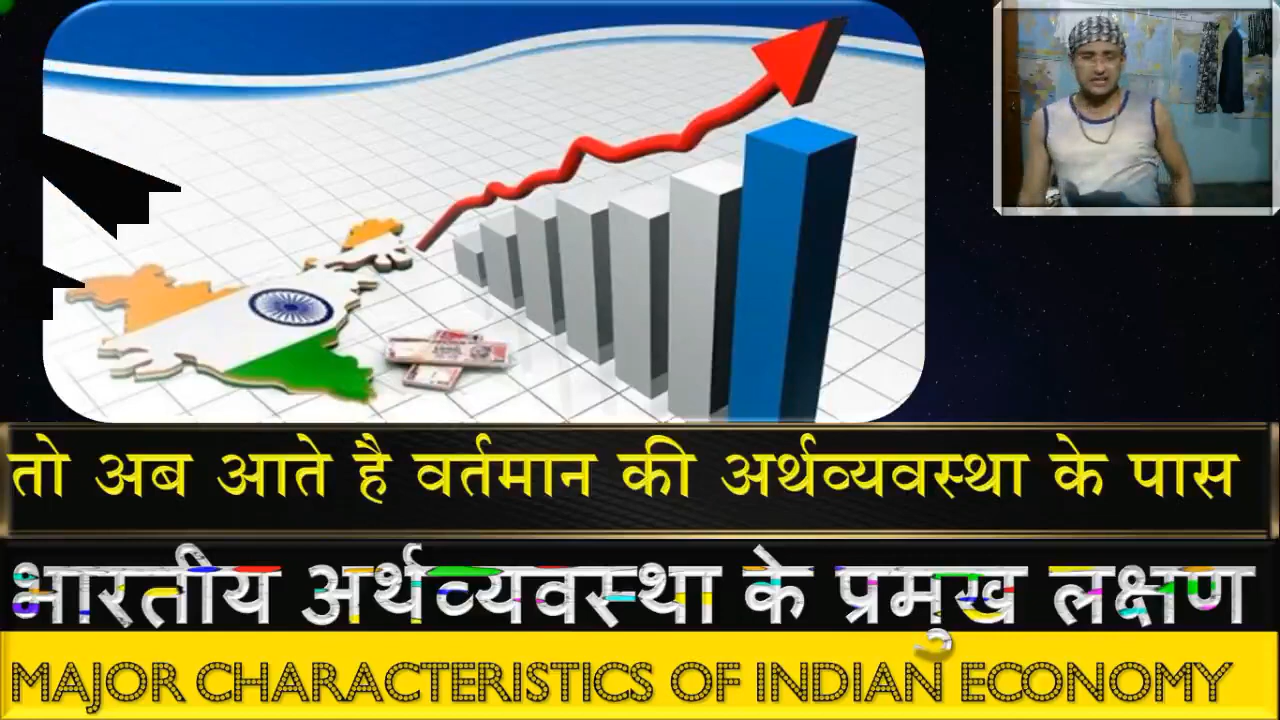 तो अब आते है वर्तमान की अर्थव्यवस्था के पास
भारतीय अर्थव्यवस्था के प्रमुख लक्षण
MAJOR CHARACTERISTICS OF INDIAN ECONOMY